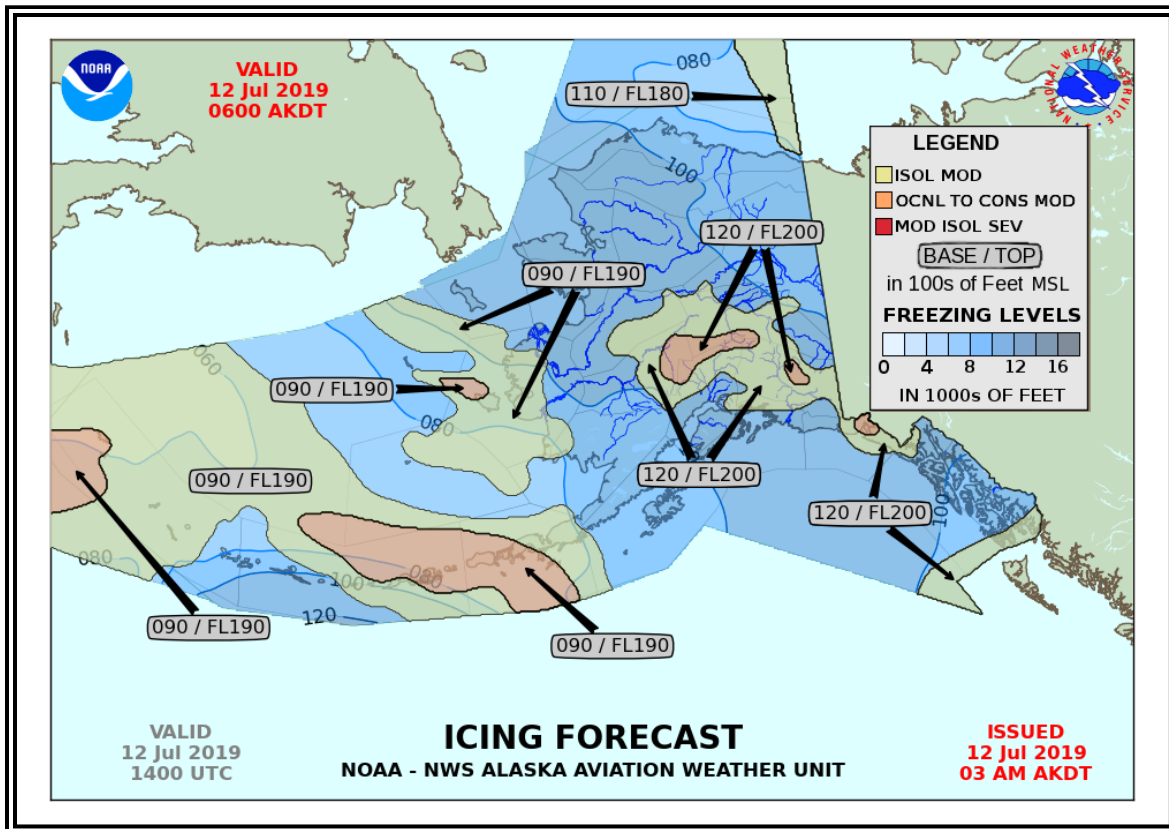 NOAA
VALID
12 Jul 2019
0600 AKDT
NATIONAL WEATHER SERVICE
080
110 / FL180
100
LEGEND
ISOL MOD
OCNL TO CONS MOD
MOD ISOL SEV
BASE / TOP
in 100s of Feet MSL
FREEZING LEVELS
0 4 8 12 16
IN 1000s OF FEET
120 / FL200
090 / FL190
060
090 / FL190
080
090 / FL190
120 / FL200
120 / FL200
100
080
100
080
120
090 / FL190
090 / FL190
VALID
12 Jul 2019
1400 UTC
ICING FORECAST
NOAA - NWS ALASKA AVIATION WEATHER UNIT
ISSUED
12 Jul 2019
03 AM AKDT